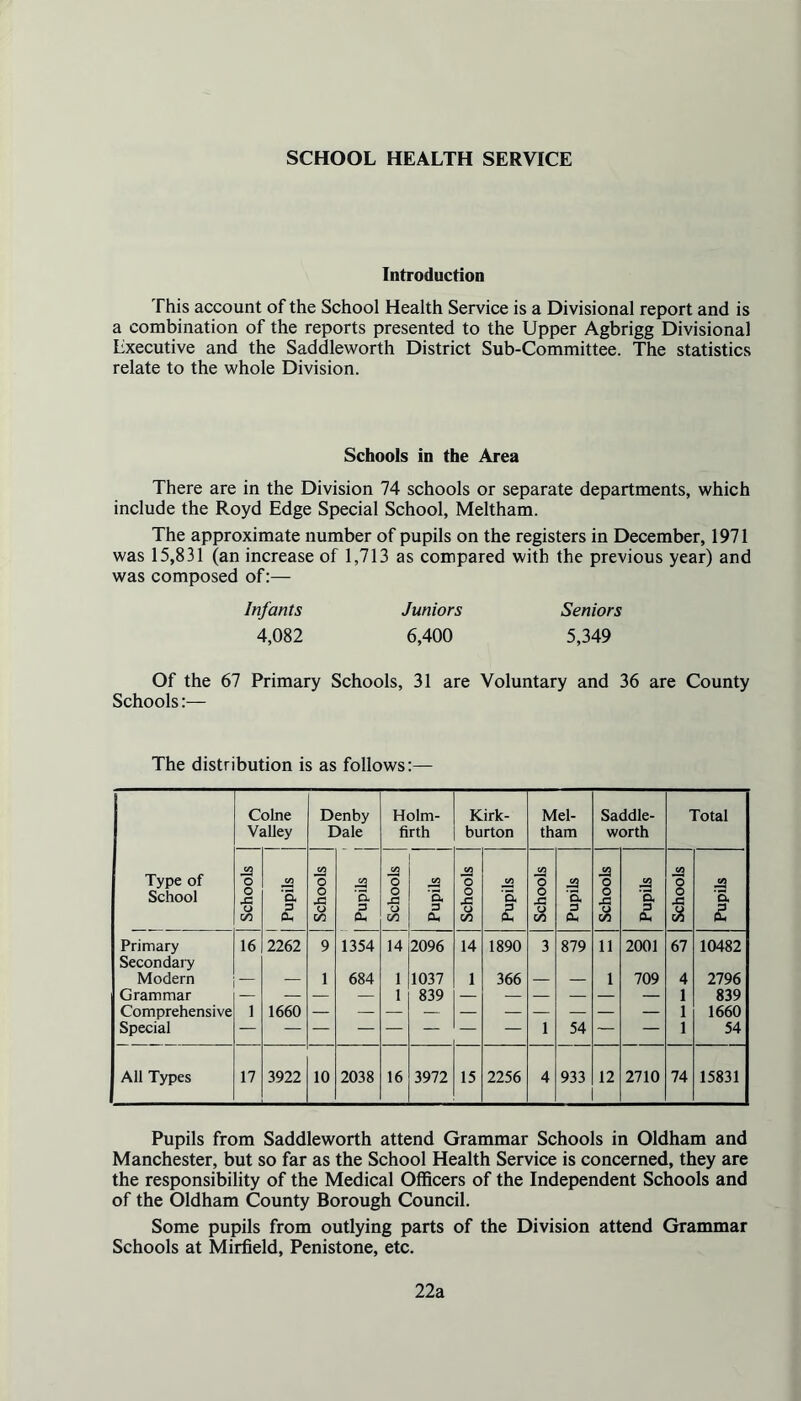 SCHOOL HEALTH SERVICE
Introduction
This account of the School Health Service is a Divisional report and is
a combination of the reports presented to the Upper Agbrigg Divisional
Executive and the Saddleworth District Sub-Committee. The statistics
relate to the whole Division.
Schools in the Area
There are in the Division 74 schools or separate departments, which
include the Royd Edge Special School, Meltham.
The approximate number of pupils on the registers in December, 1971
was 15,831 (an increase of 1,713 as compared with the previous year) and
was composed of:—
Infants Juniors Seniors
4,082 6,400 5,349
Of the 67 Primary Schools, 31 are Voluntary and 36 are County
Schools:—
The distribution is as follows:—
Colne Denby Holm- Kirk- Mel- Saddle- Total
Valley Dale firth burton tham worth
Type of School Schools Pupils Schools Pupils Schools Pupils Schools Pupils Schools Pupils Schools Pupils Schools Pupils
Primary 16 2262 9 1354 14 2096 14 1890 3 879 11 2001 67 10482
Secondary
Modern — — 1 684 1 1037 1 366 — — 1 709 4 2796
Grammar — — — — 1 839 — — — — — — 1 839
Comprehensive 1 1660 — — — — — — — — — — 1 1660
Special — — — — — — — — 1 54 — — 1 54
All Types 17 3922 10 2038 16 3972 15 2256 4 933 12 2710 74 15831
Pupils from Saddleworth attend Grammar Schools in Oldham and
Manchester, but so far as the School Health Service is concerned, they are
the responsibility of the Medical Officers of the Independent Schools and
of the Oldham County Borough Council.
Some pupils from outlying parts of the Division attend Grammar
Schools at Mirfield, Penistone, etc.
22a